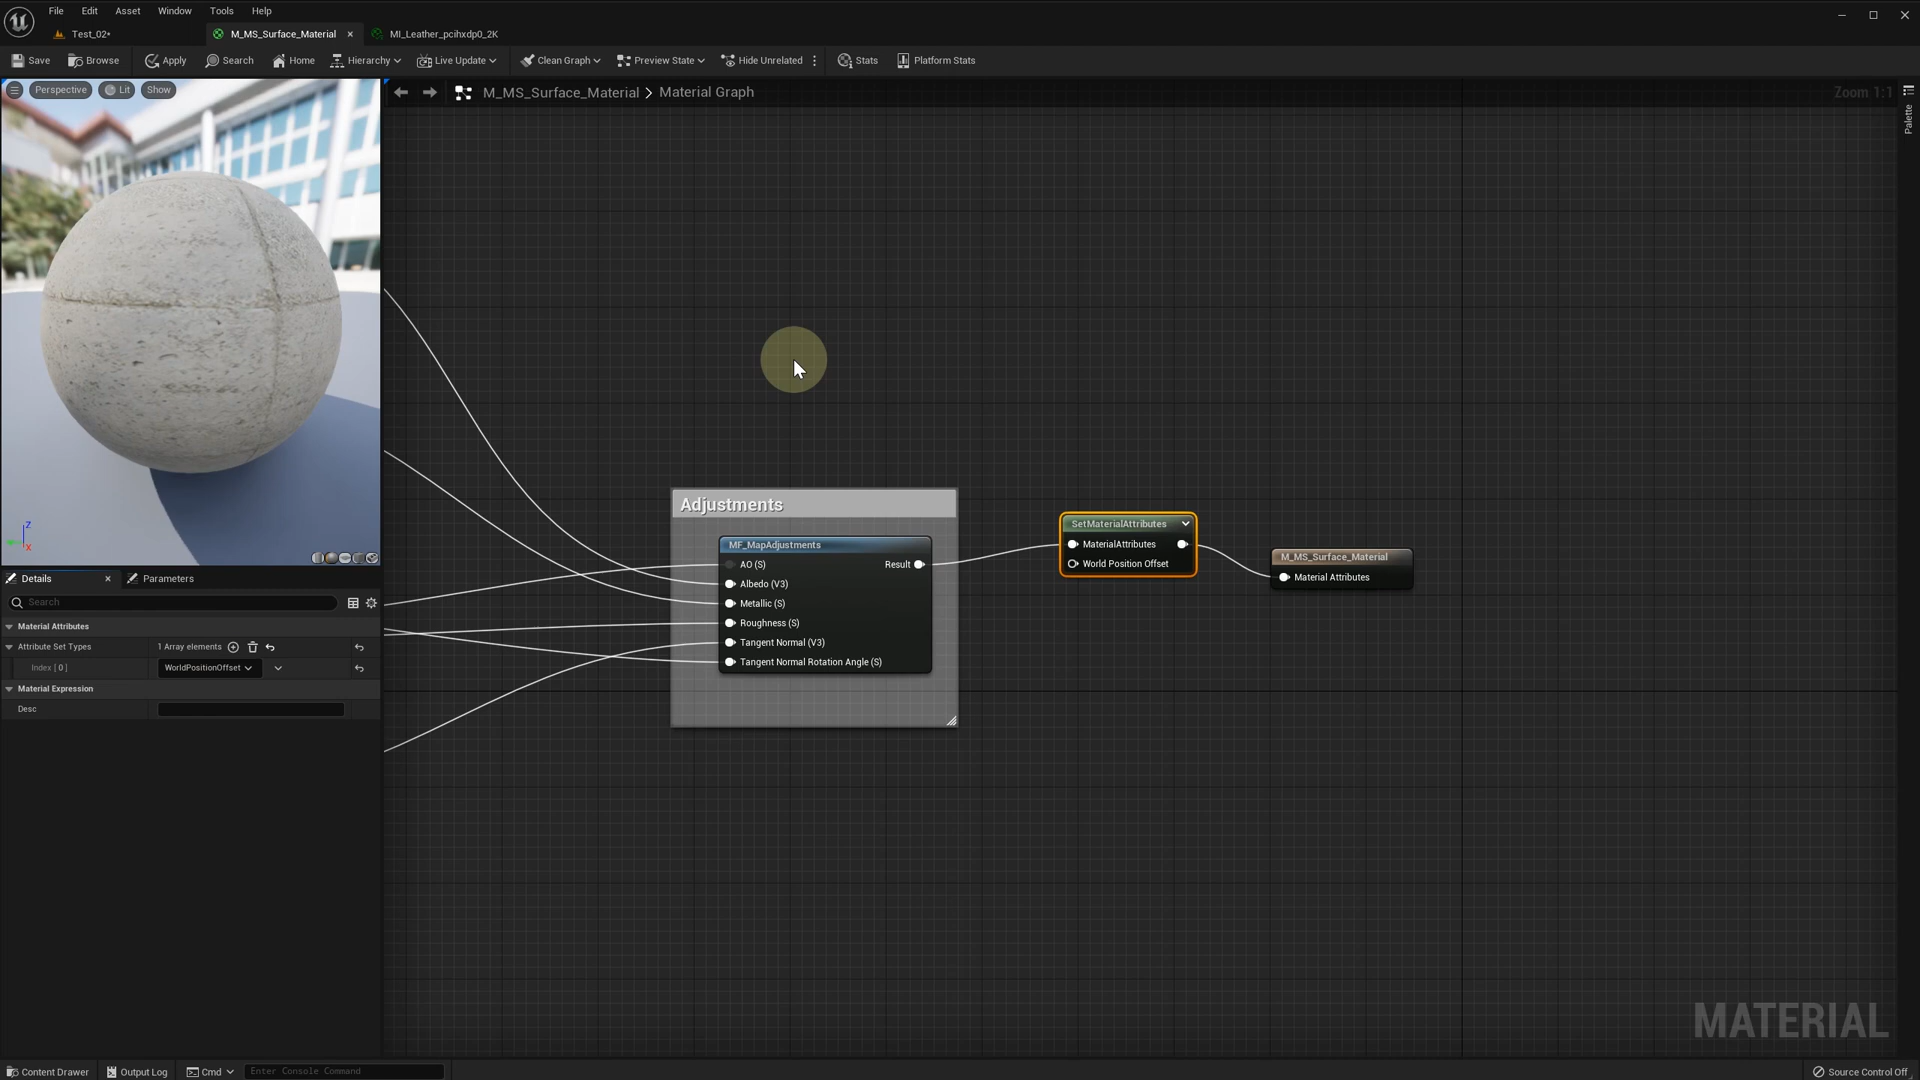 File Edit Asset Window Tools Help
Test_02*
M_MS_Surface_Material
MI_Leather_pcihxdp0_2K
Save Browse Apply Search Home Hierarchy Live Update Clean Graph Preview State Hide Unrelated Stats Platform Stats
Perspective Lit Show
M_MS_Surface_Material > Material Graph
Zoom 1:1
Palette
Z
X
Adjustments
MF_MapAdjustments
AO (S)
Result
Albedo (V3)
Metallic (S)
Roughness (S)
Tangent Normal (V3)
Tangent Normal Rotation Angle (S)
SetMaterialAttributes
MaterialAttributes
World Position Offset
M_MS_Surface_Material
Material Attributes
Details
Parameters
Search
Material Attributes
Attribute Set Types
1 Array elements
Index [ 0 ]
WorldPositionOffset
Material Expression
Desc
MATERIAL
Content Drawer Output Log Cmd Enter Console Command
Source Control Off